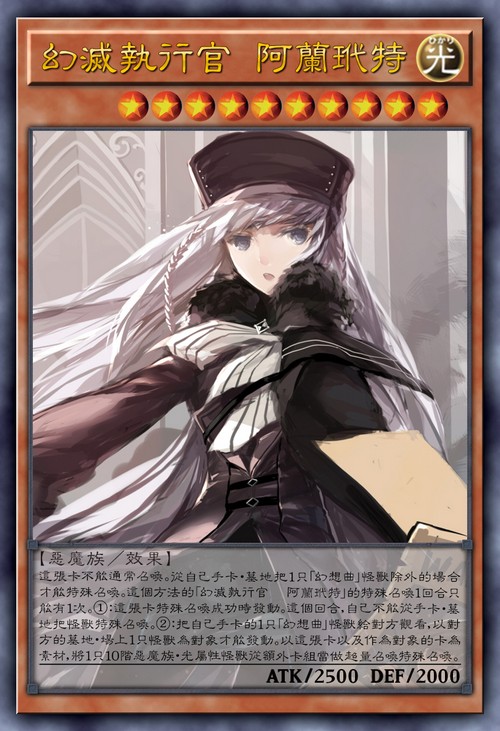 幻滅執行官 阿蘭玳特
ひかり
光
【惡魔族/效果】
這張卡不能通常召喚。從自己手卡・墓地把1只「幻想曲」怪獸除外的場合
才能特殊召喚。這個方法的「幻滅執行官 阿蘭玳特」的特殊召喚1回合只
能有1次。①:這張卡特殊召喚成功時發動。這個回合,自己不能從手卡・墓
地把怪獸特殊召喚。②:把自己手卡的1只「幻想曲」怪獸給對方觀看,以對
方的墓地・場上1只怪獸為對象才能發動。以這張卡以及作為對象的卡為
素材,將1只10階惡魔族・光屬性怪獸從額外卡組當做超量召喚特殊召喚。
ATK/2500 DEF/2000